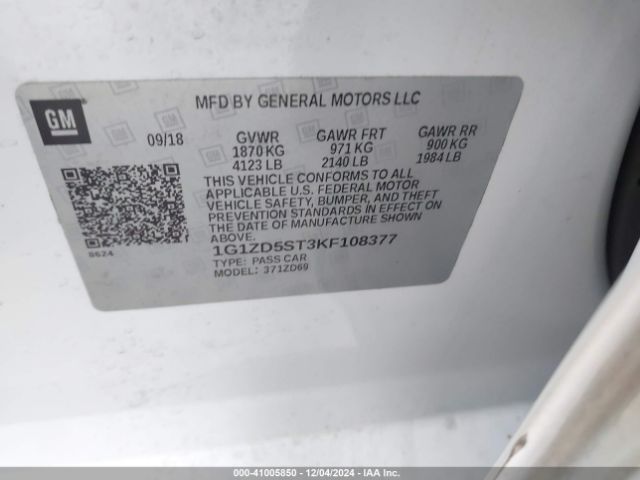 GM
MFD BY GENERAL MOTORS LLC
09/18 GVWR GAWR FRT GAWR RR
1870 KG 971 KG 900 KG
4123 LB 2140 LB 1984 LB
THIS VEHICLE CONFORMS TO ALL
APPLICABLE U.S. FEDERAL MOTOR
VEHICLE SAFETY, BUMPER, AND THEFT
PREVENTION STANDARDS IN EFFECT ON
THE DATE OF MANUFACTURE SHOWN
ABOVE.
8624
1G1ZD5ST3KF108377
TYPE: PASS CAR
MODEL: 371ZD69
000-41005850 • 12/04/2024 • IAA Inc.